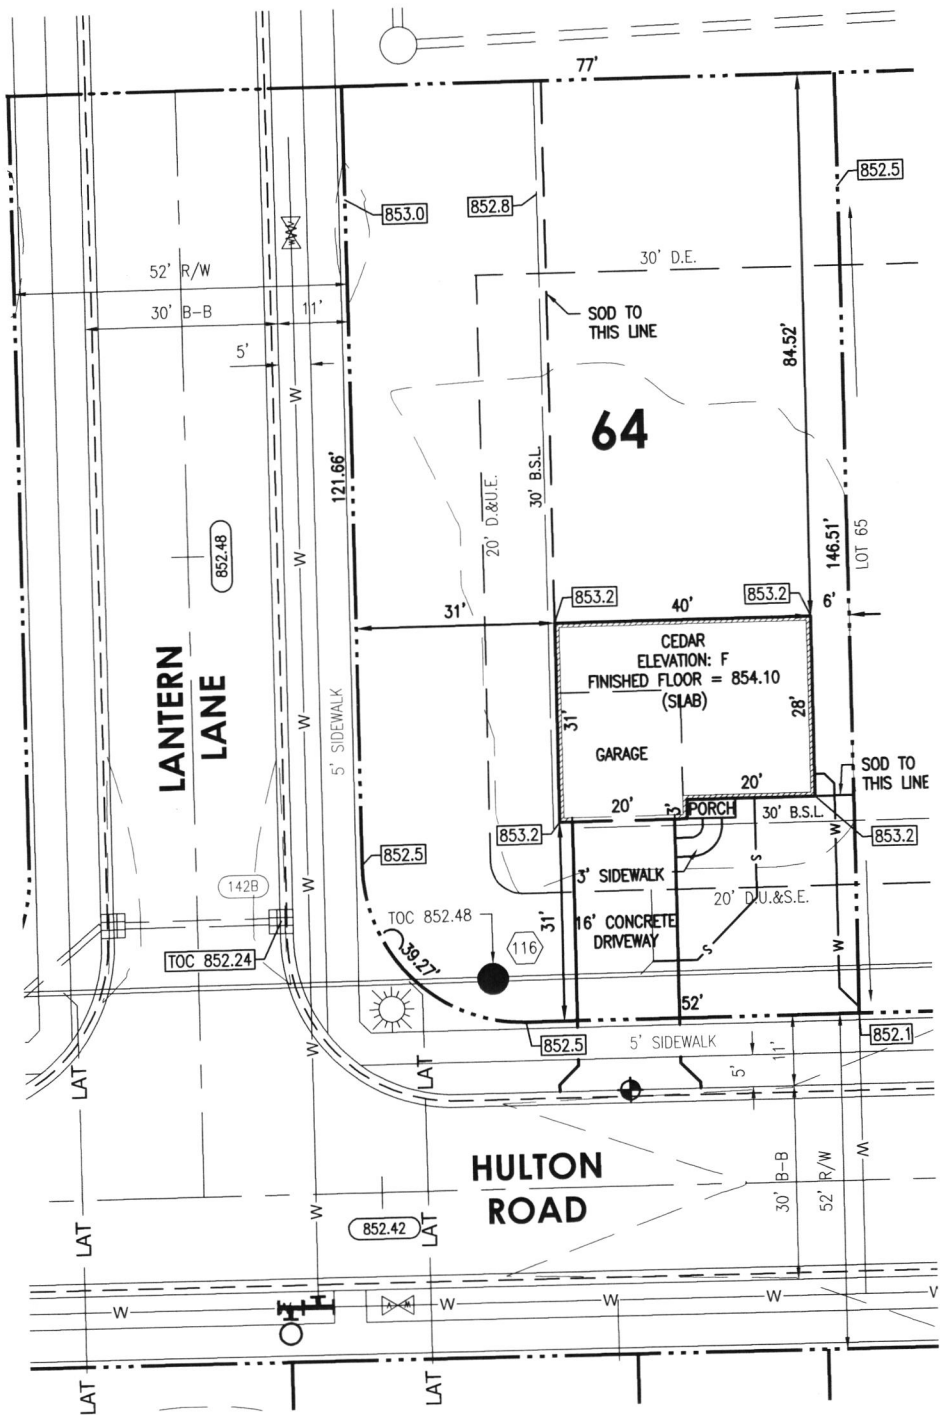 77'
853.0
852.8
852.5
52' R/W
30' B-B
11'
5'
30' D.E.
SOD TO
THIS LINE
84.52'
W
64
121.66'
20' D.&U.E.
30' B.S.L.
146.51'
LOT 65
852.48
W
853.2
853.2
31'
40'
6'
CEDAR
ELEVATION: F
FINISHED FLOOR = 854.10
(SLAB)
LANTERN
LANE
5' SIDEWALK
W
31'
28'
GARAGE
20'
20'
SOD TO
THIS LINE
3'
PORCH
30' B.S.L.
W
853.2
853.2
852.5
142B
W
3' SIDEWALK
S
20' D.U.&S.E.
TOC 852.48
116
31'
16' CONCRETE
DRIVEWAY
S
W
TOC 852.24
39.27'
52'
852.5
5' SIDEWALK
852.1
W
5'
11'
LAT
LAT
HULTON
ROAD
30' B-B
52' R/W
W
W
852.42
LAT
LAT
W
W
W
W
W
LAT
LAT